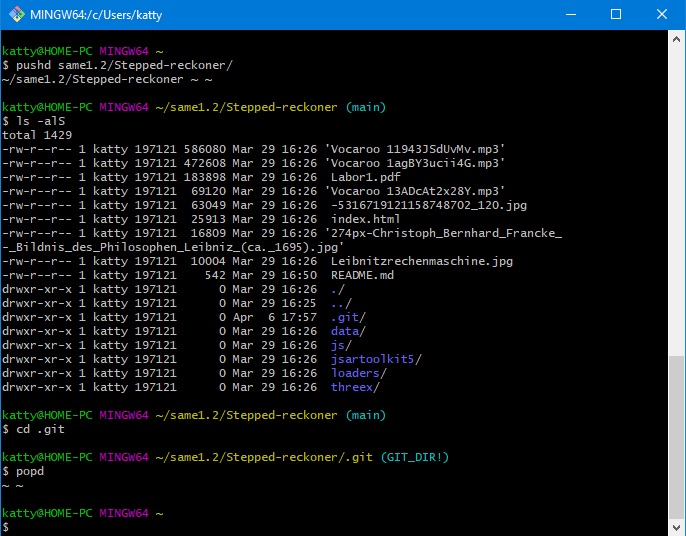 MINGW64:/c/Users/katty
katty@HOME-PC MINGW64 ~
$ pushd same1.2/Stepped-reckoner/
~/same1.2/Stepped-reckoner ~ ~
katty@HOME-PC MINGW64 ~/same1.2/Stepped-reckoner (main)
$ ls -alS
total 1429
-rw-r--r-- 1 katty 197121 586080 Mar 29 16:26 'Vocaroo 11943JSdUvMv.mp3'
-rw-r--r-- 1 katty 197121 472608 Mar 29 16:26 'Vocaroo 1agBY3ucii4G.mp3'
-rw-r--r-- 1 katty 197121 183898 Mar 29 16:26  Labor1.pdf
-rw-r--r-- 1 katty 197121  69120 Mar 29 16:26 'Vocaroo 13ADcAt2x28Y.mp3'
-rw-r--r-- 1 katty 197121  63049 Mar 29 16:26  -5316719121158748702_120.jpg
-rw-r--r-- 1 katty 197121  25913 Mar 29 16:26  index.html
-rw-r--r-- 1 katty 197121  16809 Mar 29 16:26 '274px-Christoph_Bernhard_Francke_
-_Bildnis_des_Philosophen_Leibniz_(ca._1695).jpg'
-rw-r--r-- 1 katty 197121  10004 Mar 29 16:26  Leibnitzrechenmaschine.jpg
-rw-r--r-- 1 katty 197121    542 Mar 29 16:50  README.md
drwxr-xr-x 1 katty 197121      0 Mar 29 16:26  ./
drwxr-xr-x 1 katty 197121      0 Mar 29 16:25  ../
drwxr-xr-x 1 katty 197121      0 Apr  6 17:57  .git/
drwxr-xr-x 1 katty 197121      0 Mar 29 16:26  data/
drwxr-xr-x 1 katty 197121      0 Mar 29 16:26  js/
drwxr-xr-x 1 katty 197121      0 Mar 29 16:26  jsartoolkit5/
drwxr-xr-x 1 katty 197121      0 Mar 29 16:26  loaders/
drwxr-xr-x 1 katty 197121      0 Mar 29 16:26  threex/
katty@HOME-PC MINGW64 ~/same1.2/Stepped-reckoner (main)
$ cd .git
katty@HOME-PC MINGW64 ~/same1.2/Stepped-reckoner/.git (GIT_DIR!)
$ popd
~ ~
katty@HOME-PC MINGW64 ~
$